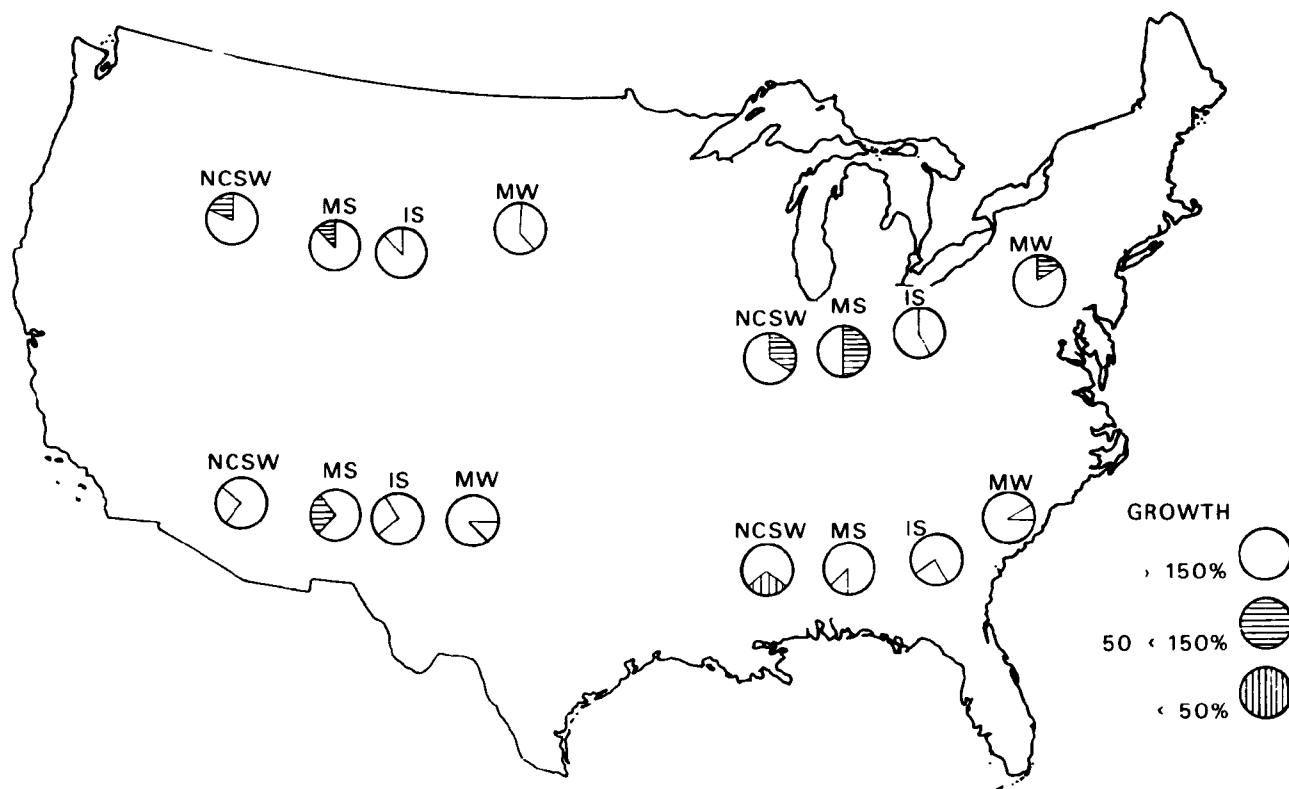 NCSW
MS
IS
MW
MW
NCSW
MS
IS
NCSW
MS
IS
MW
NCSW
MS
IS
MW
GROWTH
› 150%
50 ‹ 150%
‹ 50%